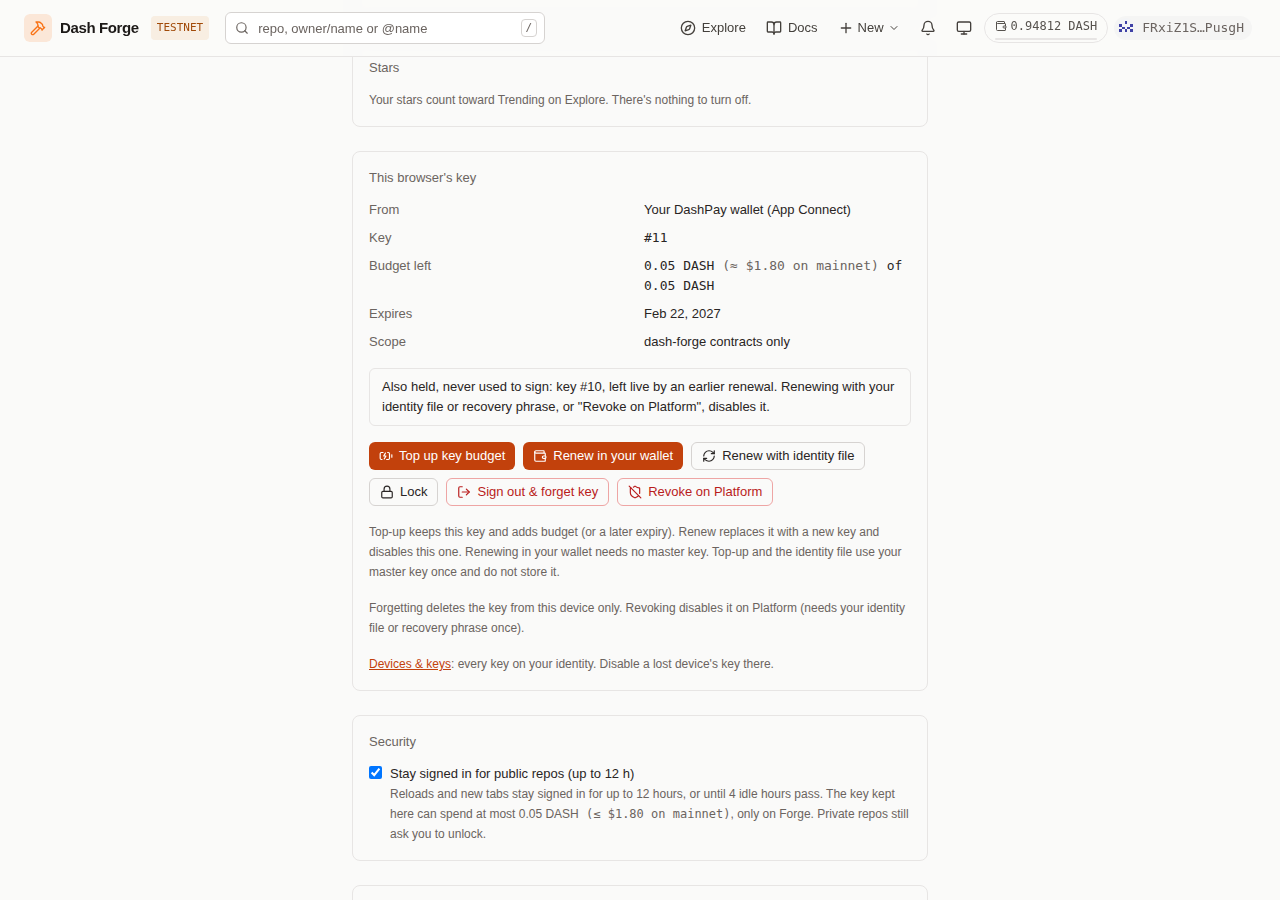 Dash Forge TESTNET repo, owner/name or @name / Explore Docs New 0.94812 DASH FRxiZ1S…PusgH
Stars
Your stars count toward Trending on Explore. There's nothing to turn off.
This browser's key
From Your DashPay wallet (App Connect)
Key #11
Budget left 0.05 DASH (≈ $1.80 on mainnet) of
0.05 DASH
Expires Feb 22, 2027
Scope dash-forge contracts only
Also held, never used to sign: key #10, left live by an earlier renewal. Renewing with your
identity file or recovery phrase, or "Revoke on Platform", disables it.
Top up key budget Renew in your wallet Renew with identity file
Lock Sign out & forget key Revoke on Platform
Top-up keeps this key and adds budget (or a later expiry). Renew replaces it with a new key and
disables this one. Renewing in your wallet needs no master key. Top-up and the identity file use your
master key once and do not store it.
Forgetting deletes the key from this device only. Revoking disables it on Platform (needs your identity
file or recovery phrase once).
Devices & keys: every key on your identity. Disable a lost device's key there.
Security
Stay signed in for public repos (up to 12 h)
Reloads and new tabs stay signed in for up to 12 hours, or until 4 idle hours pass. The key kept
here can spend at most 0.05 DASH (≤ $1.80 on mainnet), only on Forge. Private repos still
ask you to unlock.